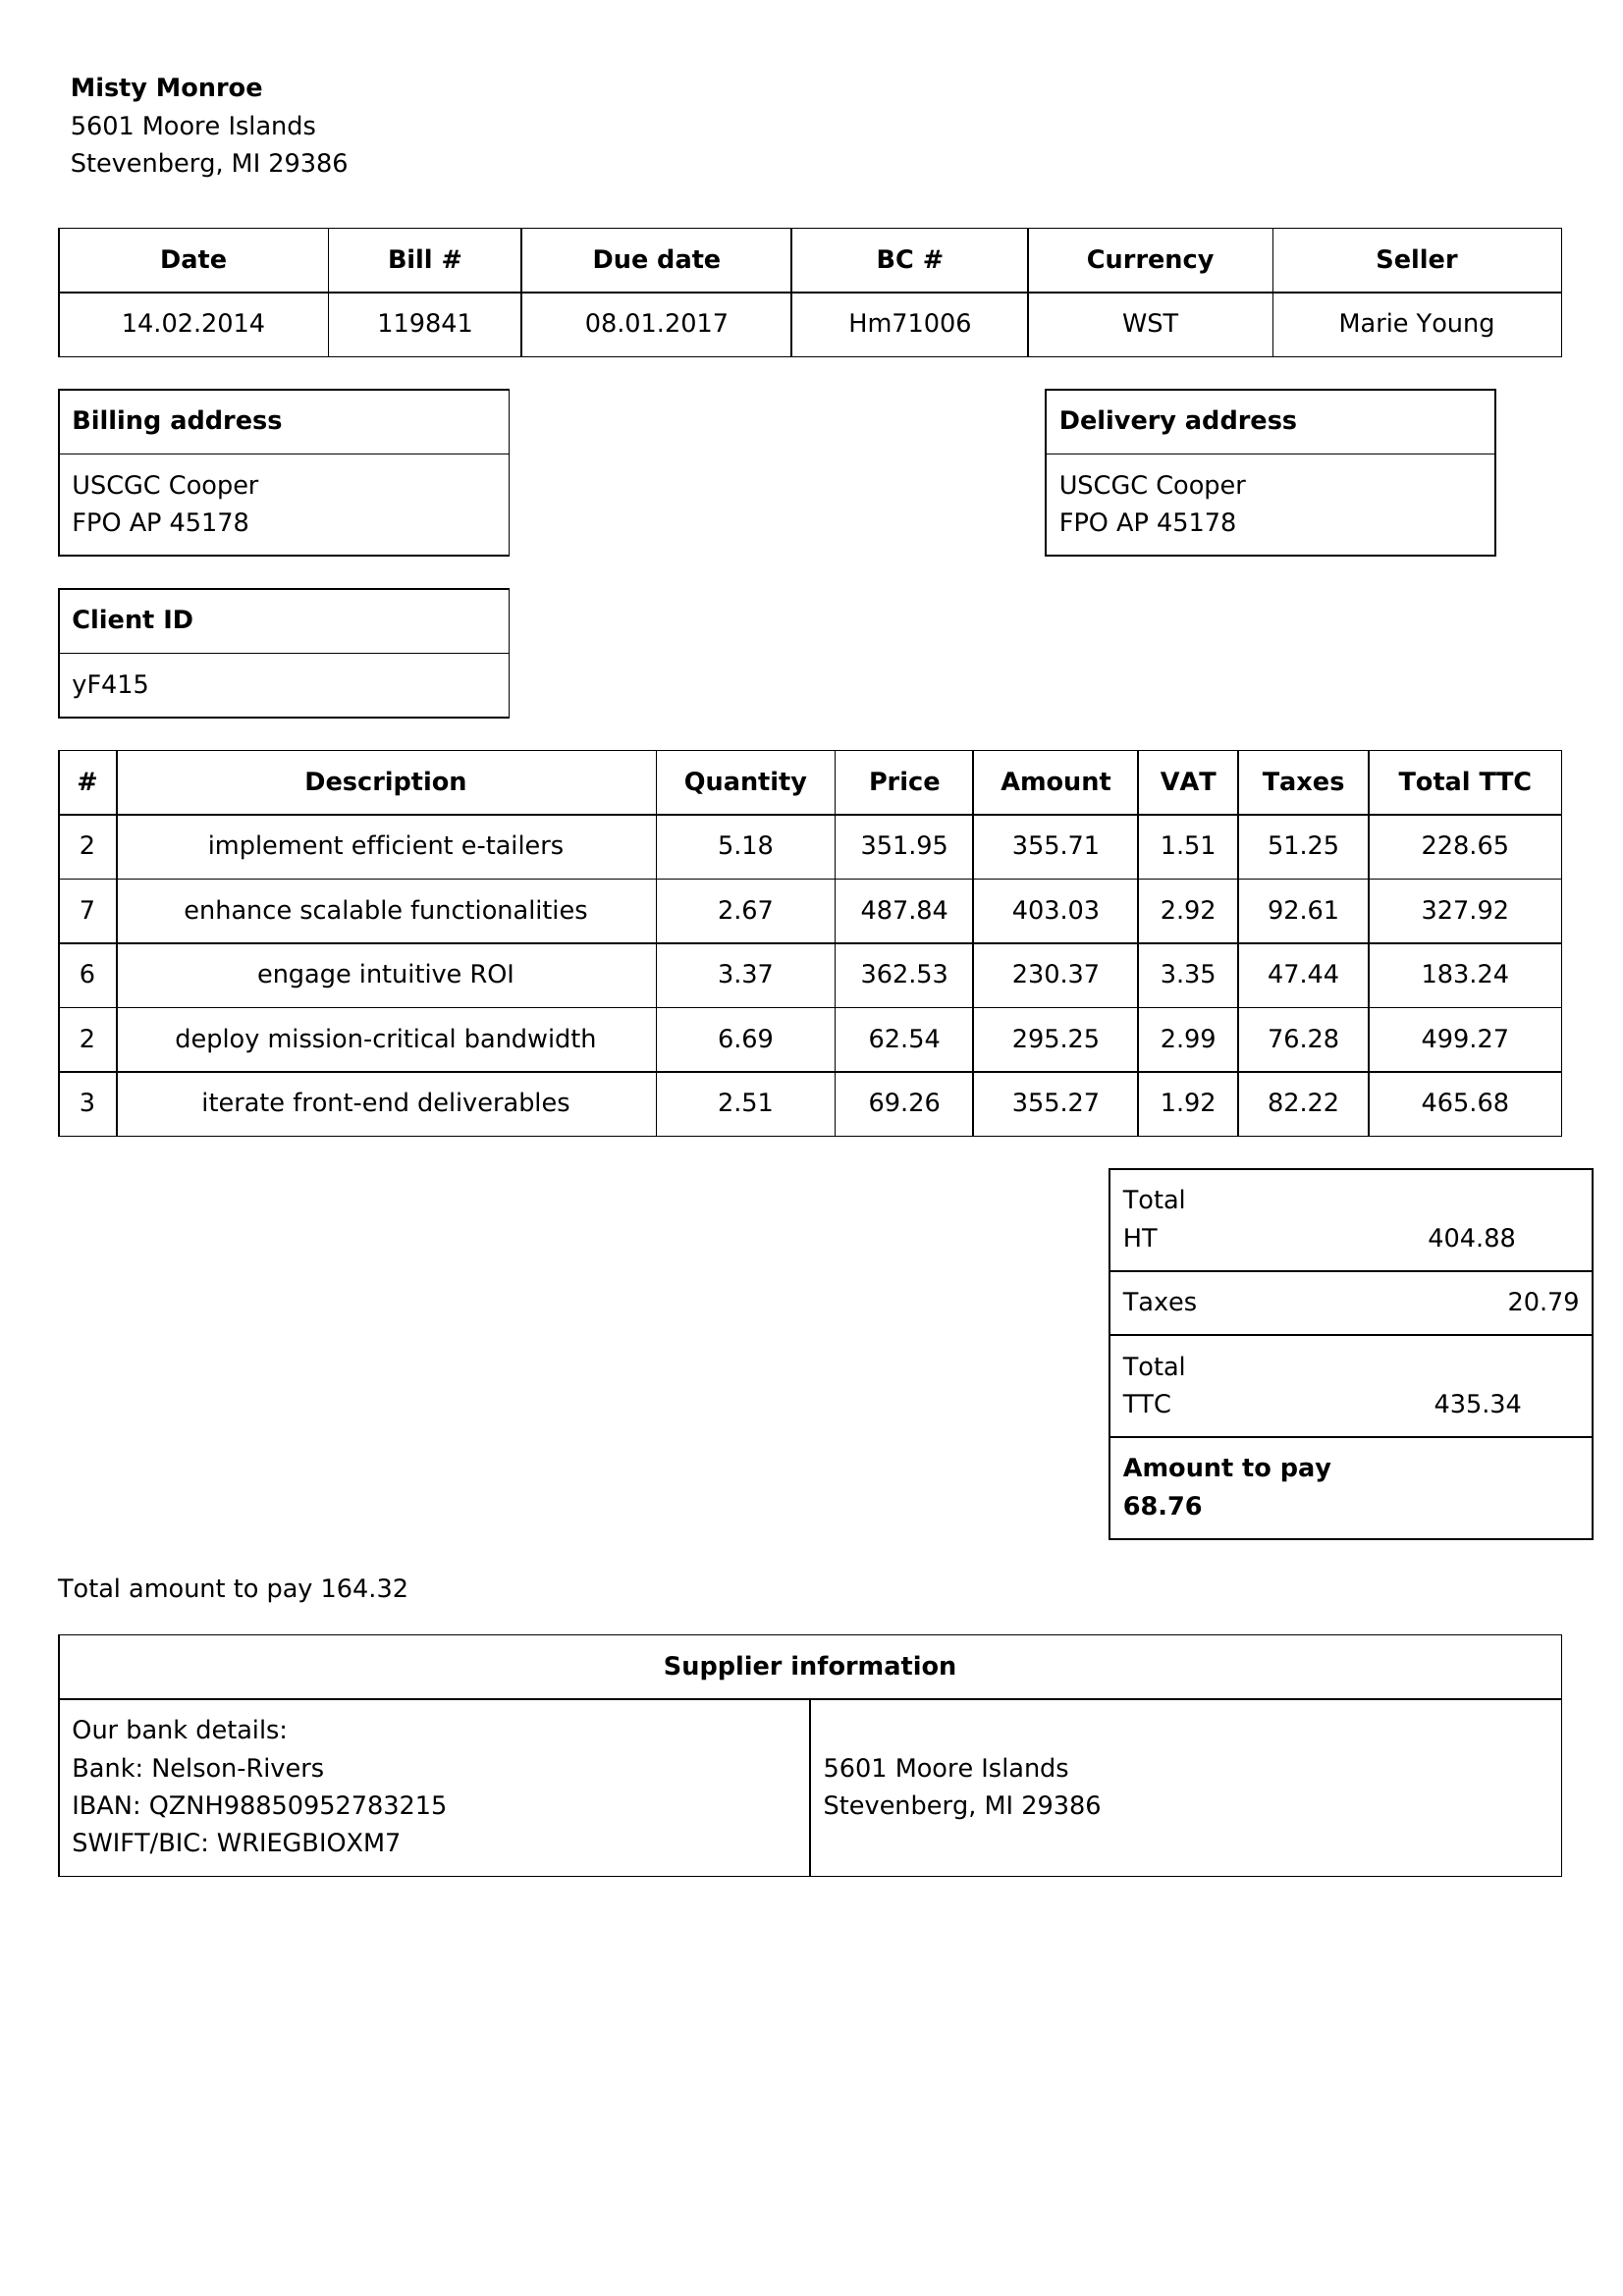 Misty Monroe
5601 Moore Islands
Stevenberg, MI 29386
Date Bill # Due date BC # Currency Seller
14.02.2014 119841 08.01.2017 Hm71006 WST Marie Young
Billing address
USCGC Cooper
FPO AP 45178
Delivery address
USCGC Cooper
FPO AP 45178
Client ID
yF415
# Description Quantity Price Amount VAT Taxes Total TTC
2 implement efficient e-tailers 5.18 351.95 355.71 1.51 51.25 228.65
7 enhance scalable functionalities 2.67 487.84 403.03 2.92 92.61 327.92
6 engage intuitive ROI 3.37 362.53 230.37 3.35 47.44 183.24
2 deploy mission-critical bandwidth 6.69 62.54 295.25 2.99 76.28 499.27
3 iterate front-end deliverables 2.51 69.26 355.27 1.92 82.22 465.68
Total
HT 404.88
Taxes 20.79
Total
TTC 435.34
Amount to pay
68.76
Total amount to pay 164.32
Supplier information
Our bank details:
Bank: Nelson-Rivers
IBAN: QZNH98850952783215
SWIFT/BIC: WRIEGBIOXM7
5601 Moore Islands
Stevenberg, MI 29386